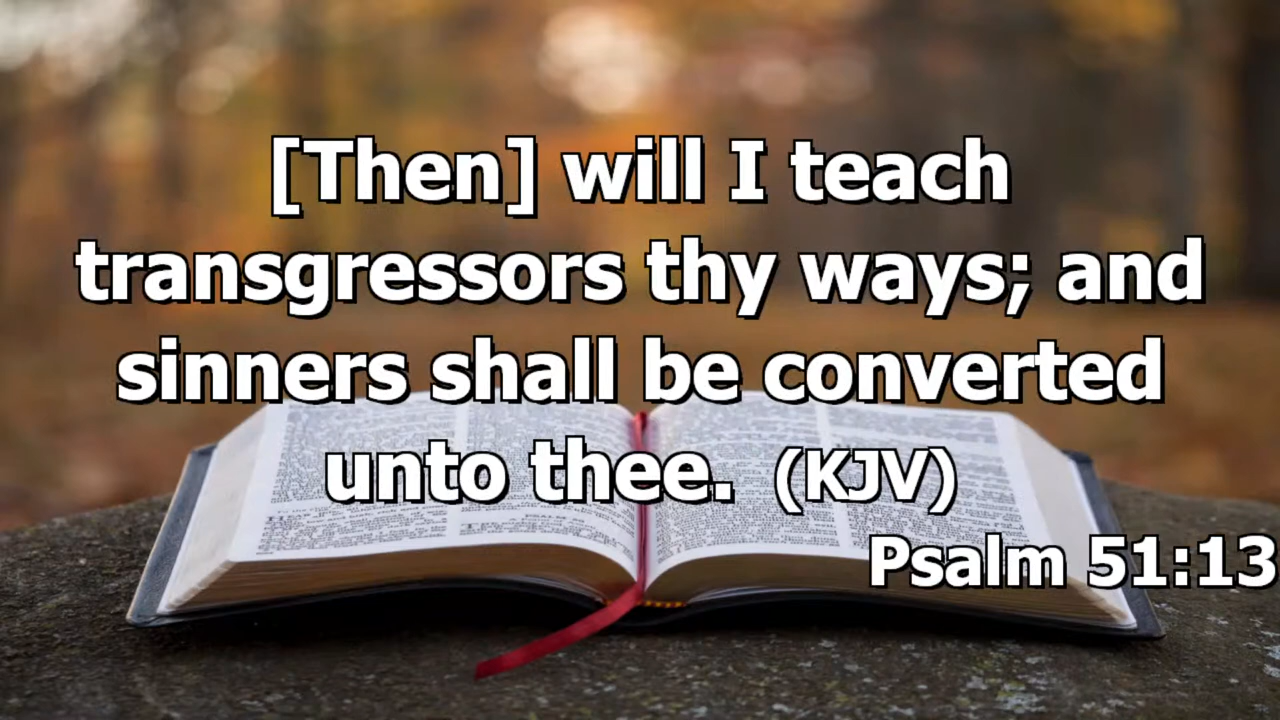 [Then] will I teach
transgressors thy ways; and
sinners shall be converted
unto thee. (KJV)
Psalm 51:13